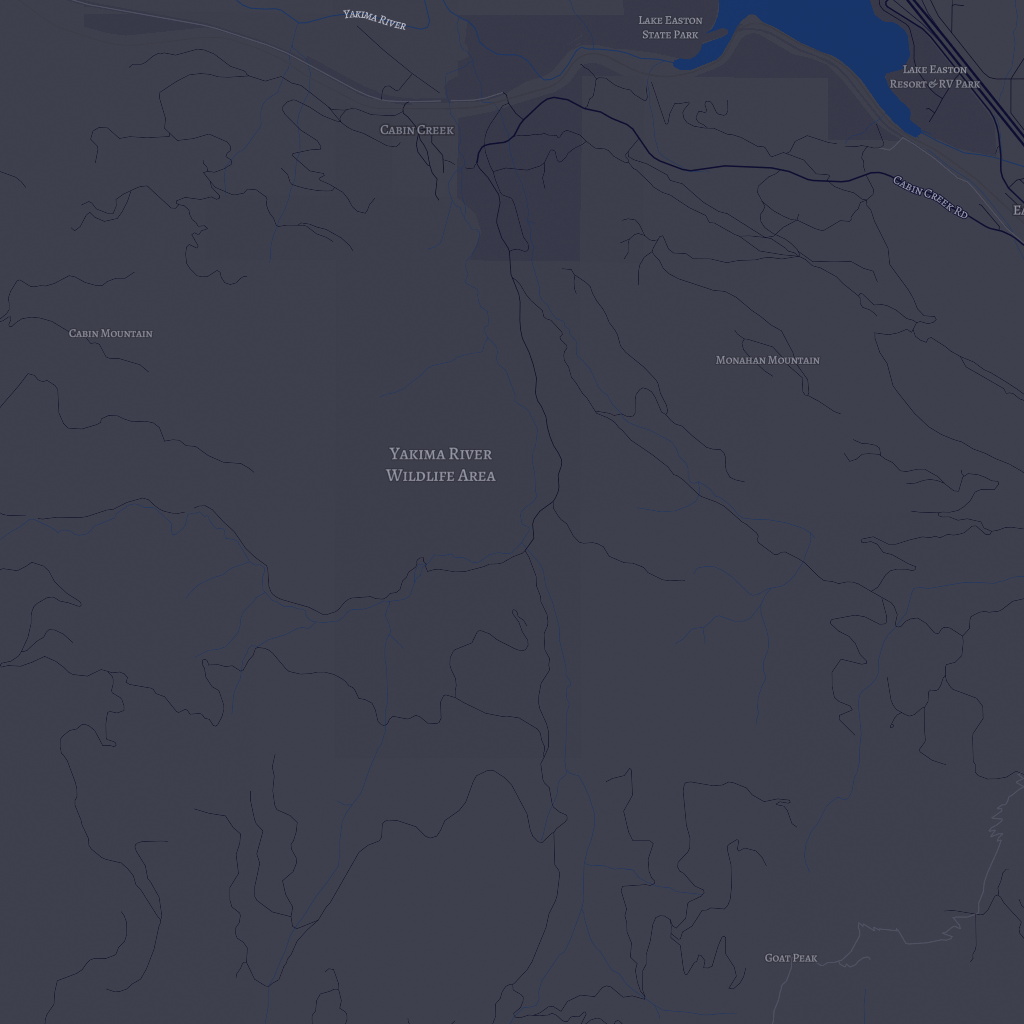 Yakima River
Lake Easton
State Park
Lake Easton
Resort & RV Park
Cabin Creek
Cabin Creek Rd
Cabin Mountain
Monahan Mountain
Yakima River
Wildlife Area
Goat Peak